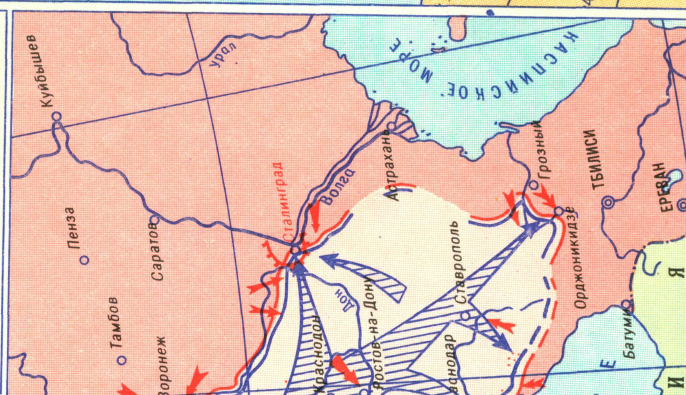 Куйбышев
Урал
КАСПИЙСКОЕ МОРЕ
Пенза
Саратов
Сталинград
Волга
Астрахань
Грозный
ТБИЛИСИ
ЕРЕВАН
Тамбов
Воронеж
Дон
Краснодон
Ростов-на-Дону
Ставрополь
Орджоникидзе
Батуми
Е
Я
И